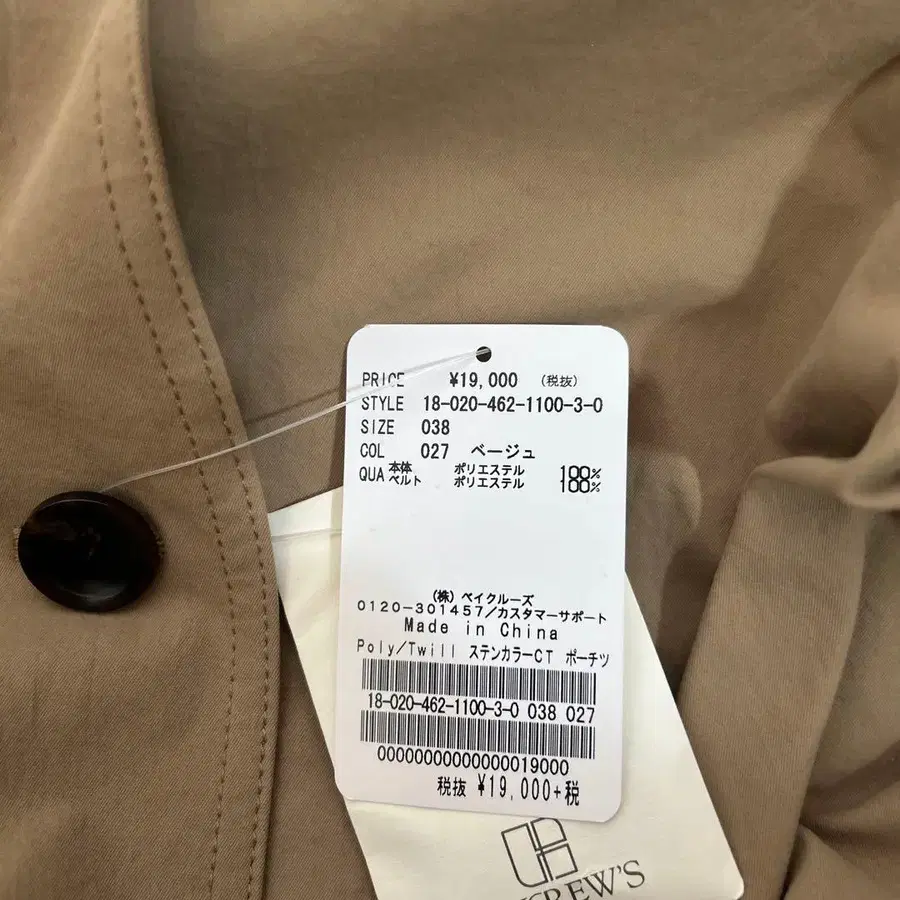 PRICE ¥19,000 (税抜)
STYLE 18-020-462-1100-3-0
SIZE 038
COL 027 ベージュ
QUA 本体 ポリエステル 100%
ベルト ポリエステル 100%
(株) ベイクルーズ
0120-301457/カスタマーサポート
Made in China
Poly/Twill ステンカラーCT ポーチツ
18-020-462-1100-3-0 038 027
00000000000000019000
税抜 ¥19,000+税